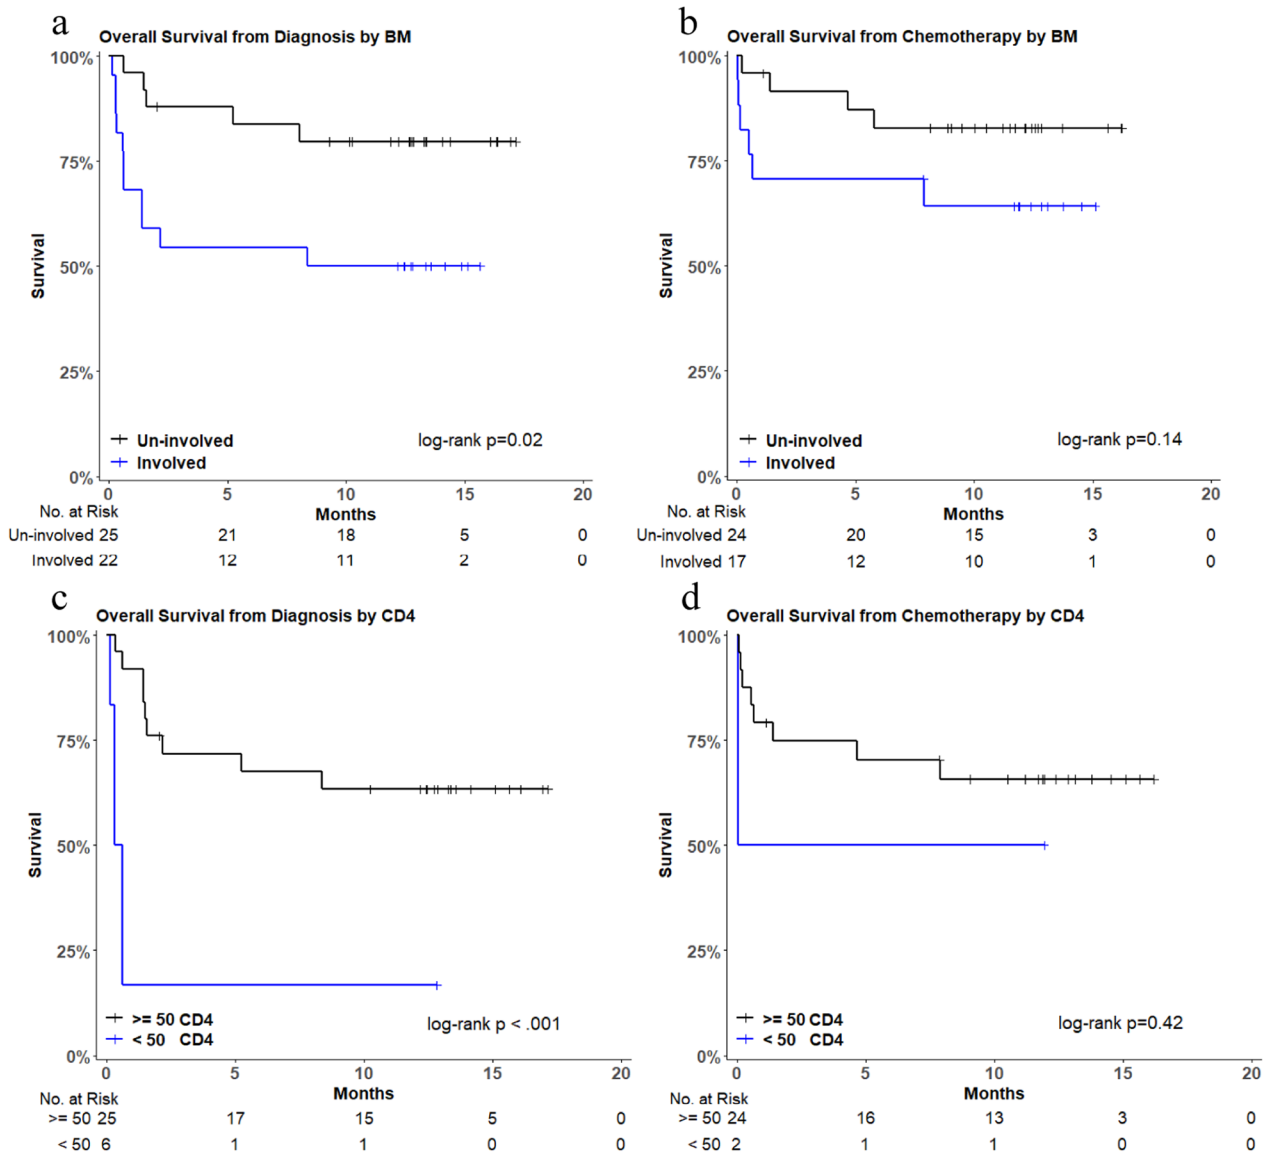 a
Overall Survival from Diagnosis by BM
100%
75%
50%
25%
0%
Survival
Un-involved
Involved
log-rank p=0.02
0 5 10 15 20
Months
No. at Risk
Un-involved 25 21 18 5 0
Involved 22 12 11 2 0
b
Overall Survival from Chemotherapy by BM
100%
75%
50%
25%
0%
Survival
Un-involved
Involved
log-rank p=0.14
0 5 10 15 20
Months
No. at Risk
Un-involved 24 20 15 3 0
Involved 17 12 10 1 0
c
Overall Survival from Diagnosis by CD4
100%
75%
50%
25%
0%
Survival
>= 50 CD4
< 50 CD4
log-rank p < .001
0 5 10 15 20
Months
No. at Risk
>= 50 25 17 15 5 0
< 50 6 1 1 0 0
d
Overall Survival from Chemotherapy by CD4
100%
75%
50%
25%
0%
Survival
>= 50 CD4
< 50 CD4
log-rank p=0.42
0 5 10 15 20
Months
No. at Risk
>= 50 24 16 13 3 0
< 50 2 1 1 0 0